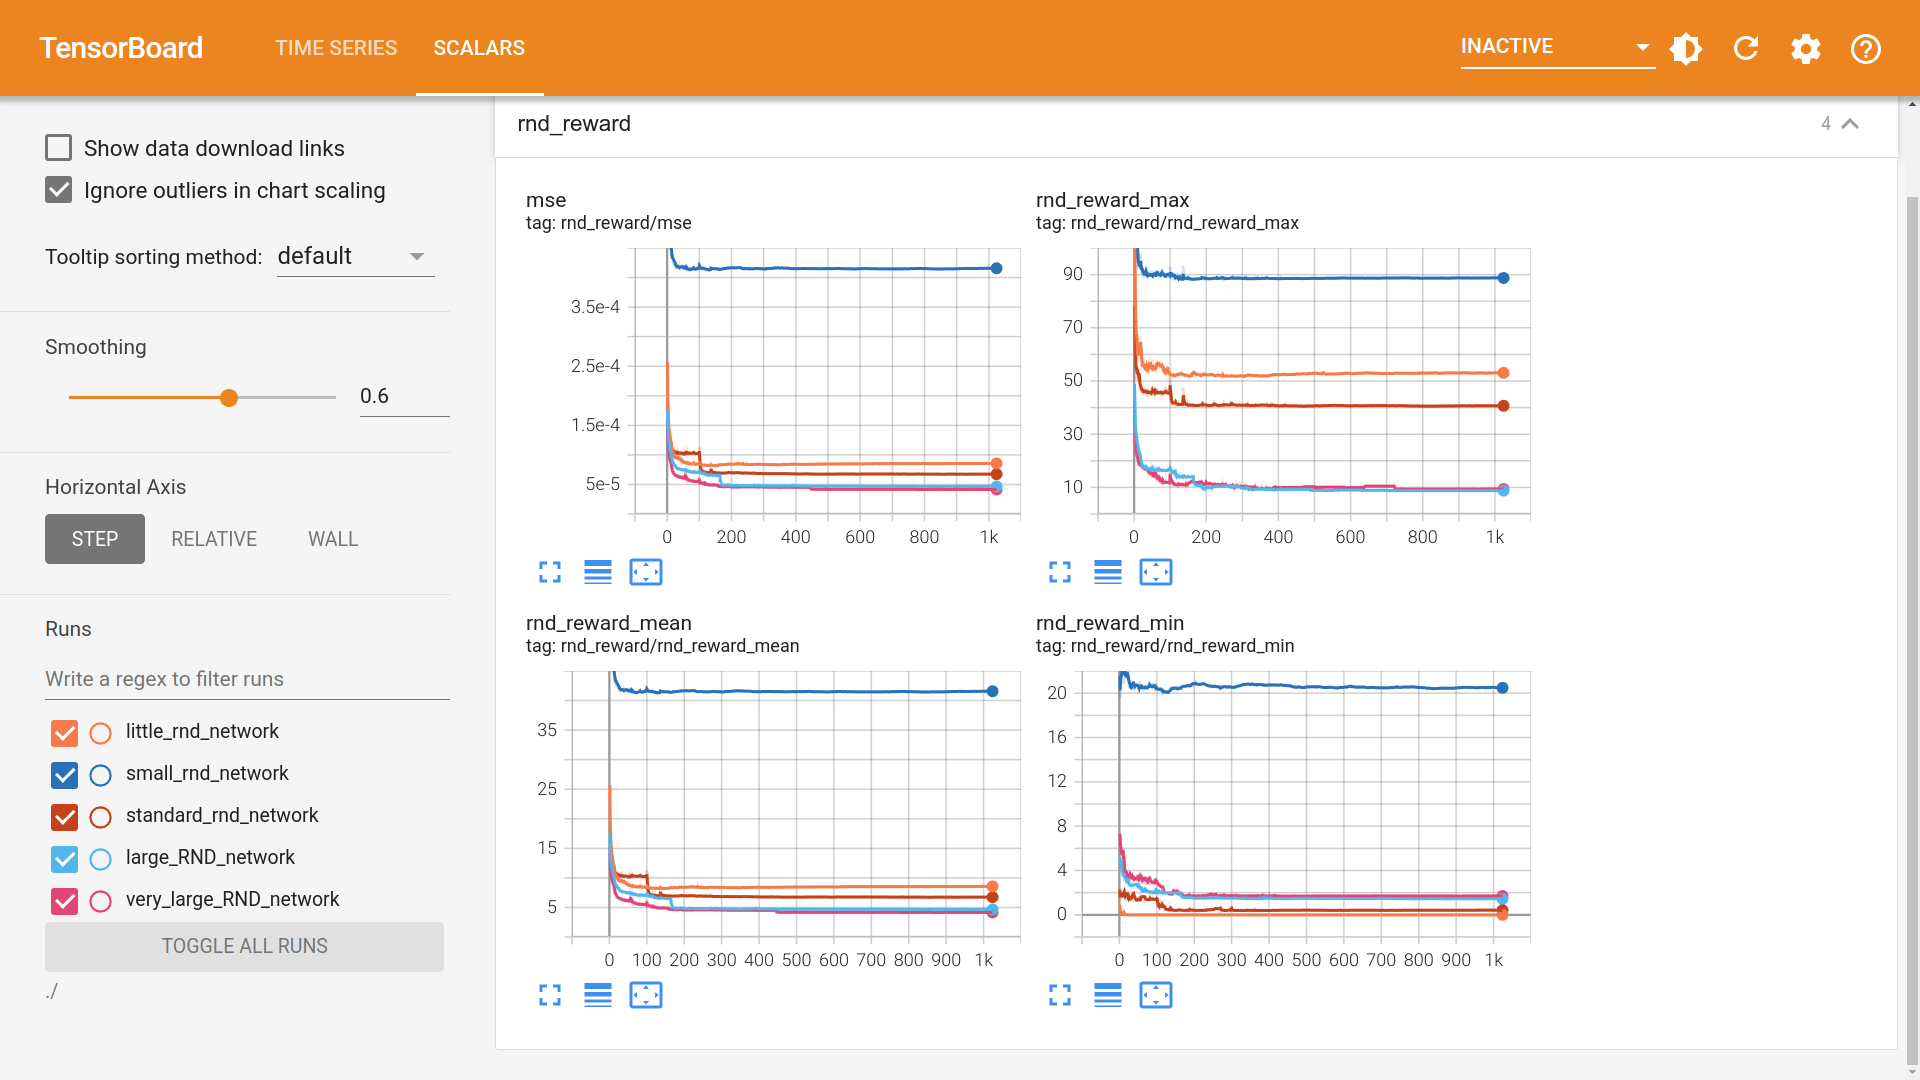 TensorBoard
TIME SERIES
SCALARS
INACTIVE
Show data download links
Ignore outliers in chart scaling
Tooltip sorting method: default
Smoothing
0.6
Horizontal Axis
STEP
RELATIVE
WALL
Runs
Write a regex to filter runs
little_rnd_network
small_rnd_network
standard_rnd_network
large_RND_network
very_large_RND_network
TOGGLE ALL RUNS
./
rnd_reward
4
mse
tag: rnd_reward/mse
3.5e-4
2.5e-4
1.5e-4
5e-5
0 200 400 600 800 1k
rnd_reward_max
tag: rnd_reward/rnd_reward_max
90
70
50
30
10
0 200 400 600 800 1k
rnd_reward_mean
tag: rnd_reward/rnd_reward_mean
35
25
15
5
0 100 200 300 400 500 600 700 800 900 1k
rnd_reward_min
tag: rnd_reward/rnd_reward_min
20
16
12
8
4
0
0 100 200 300 400 500 600 700 800 900 1k